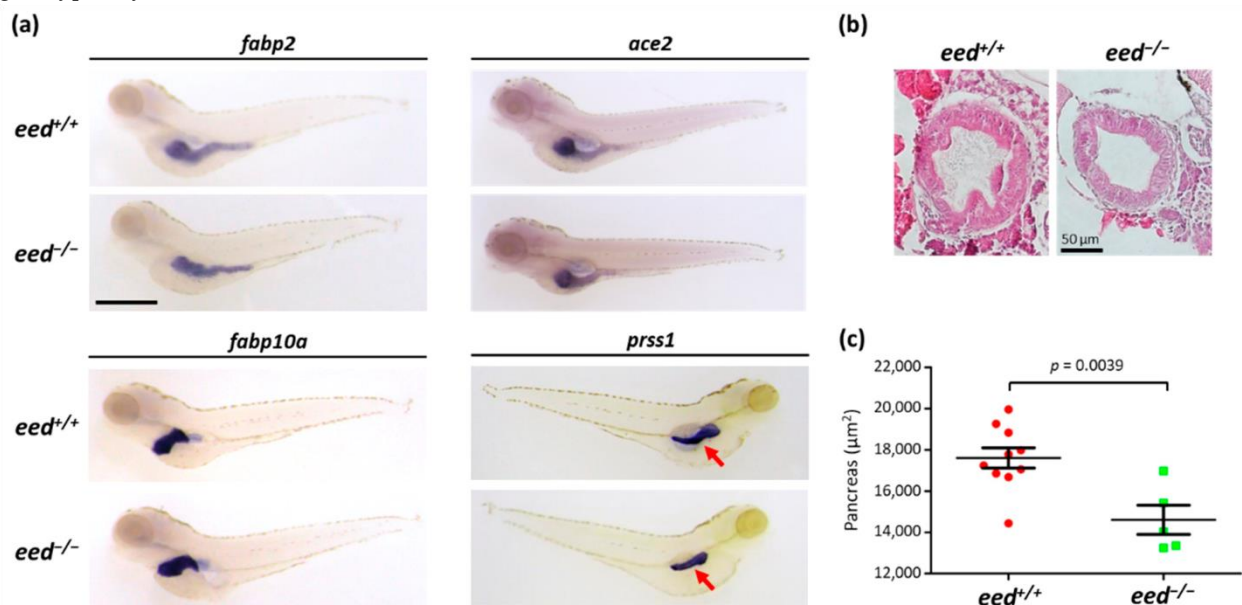 (a)
fabp2
ace2
eed+/+
eed−/−
fabp10a
prss1
eed+/+
eed−/−
(b)
eed+/+
eed−/−
50 μm
(c)
p = 0.0039
22,000
20,000
18,000
16,000
14,000
12,000
Pancreas (μm²)
eed+/+
eed−/−